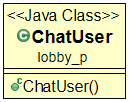 <<Java Class>>
ChatUser
lobby_p
ChatUser()